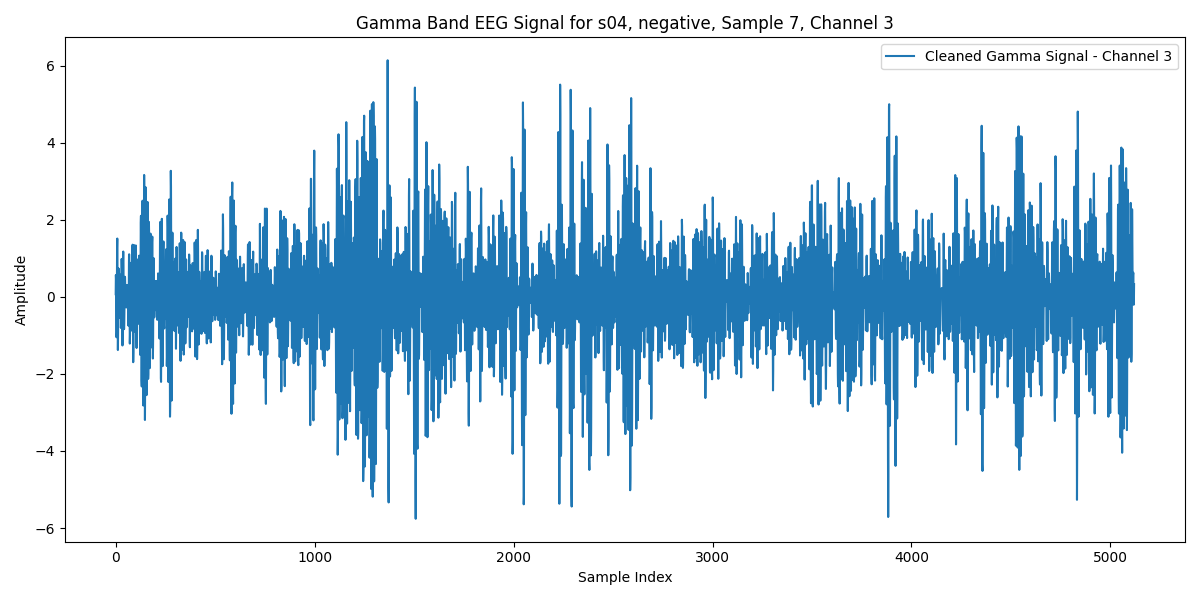 Gamma Band EEG Signal for s04, negative, Sample 7, Channel 3
Cleaned Gamma Signal - Channel 3
Amplitude
6
4
2
0
−2
−4
−6
0 1000 2000 3000 4000 5000
Sample Index